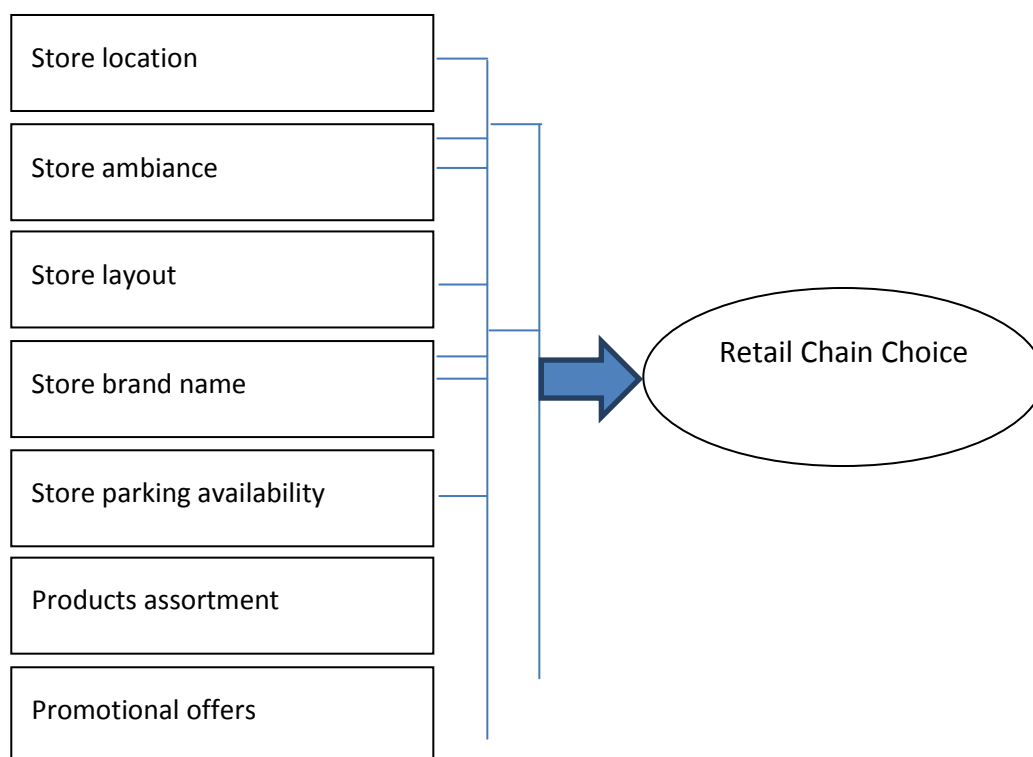 Store location
Store ambiance
Store layout
Store brand name
Store parking availability
Products assortment
Promotional offers
Retail Chain Choice